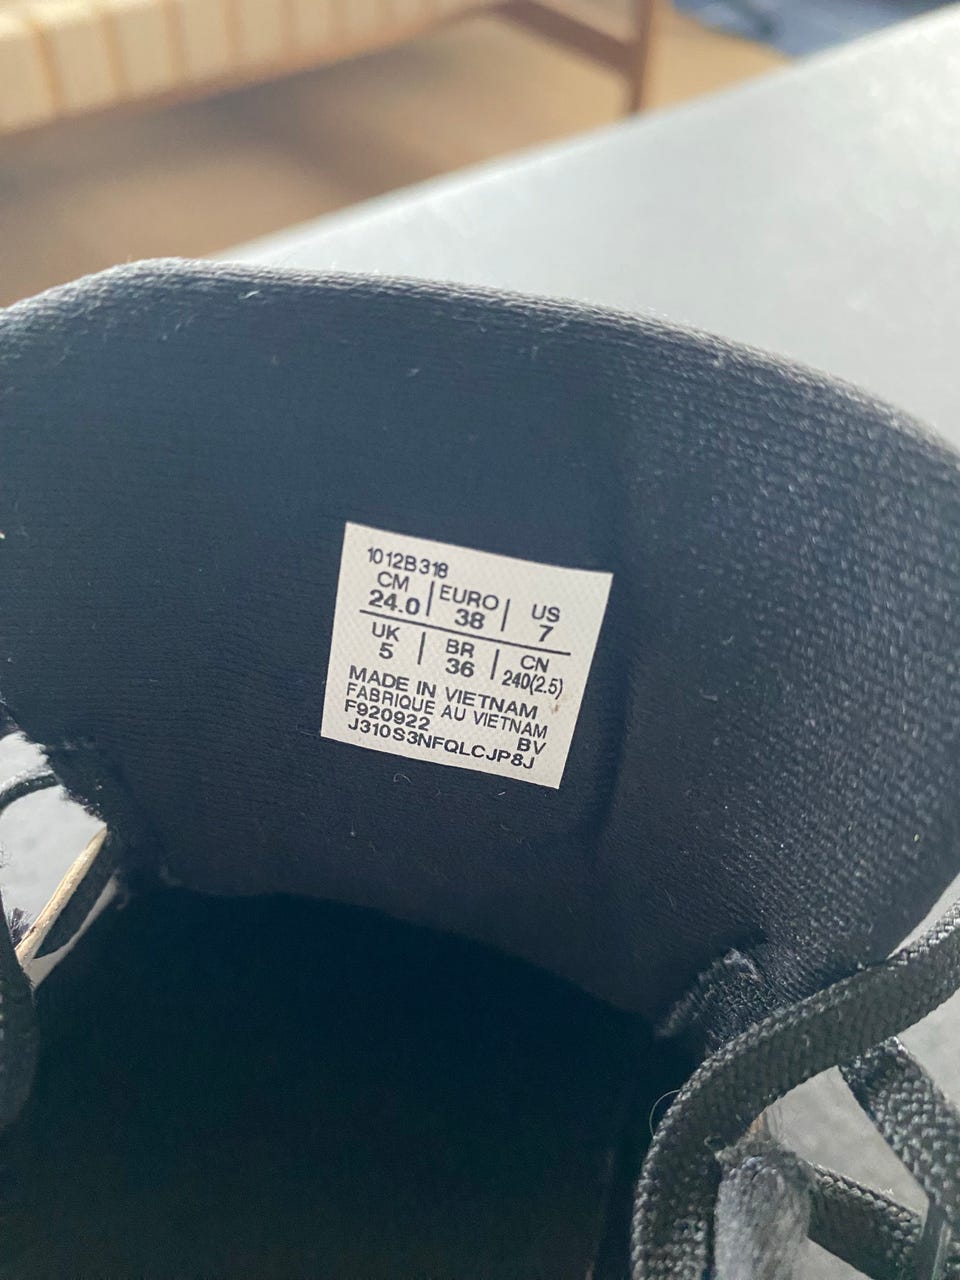 1012B318
CM | EURO | US
24.0 38 7
UK | BR | CN
5 36 240(2.5)
MADE IN VIETNAM
FABRIQUE AU VIETNAM
F920922 BV
J310S3NFQLCJP8J